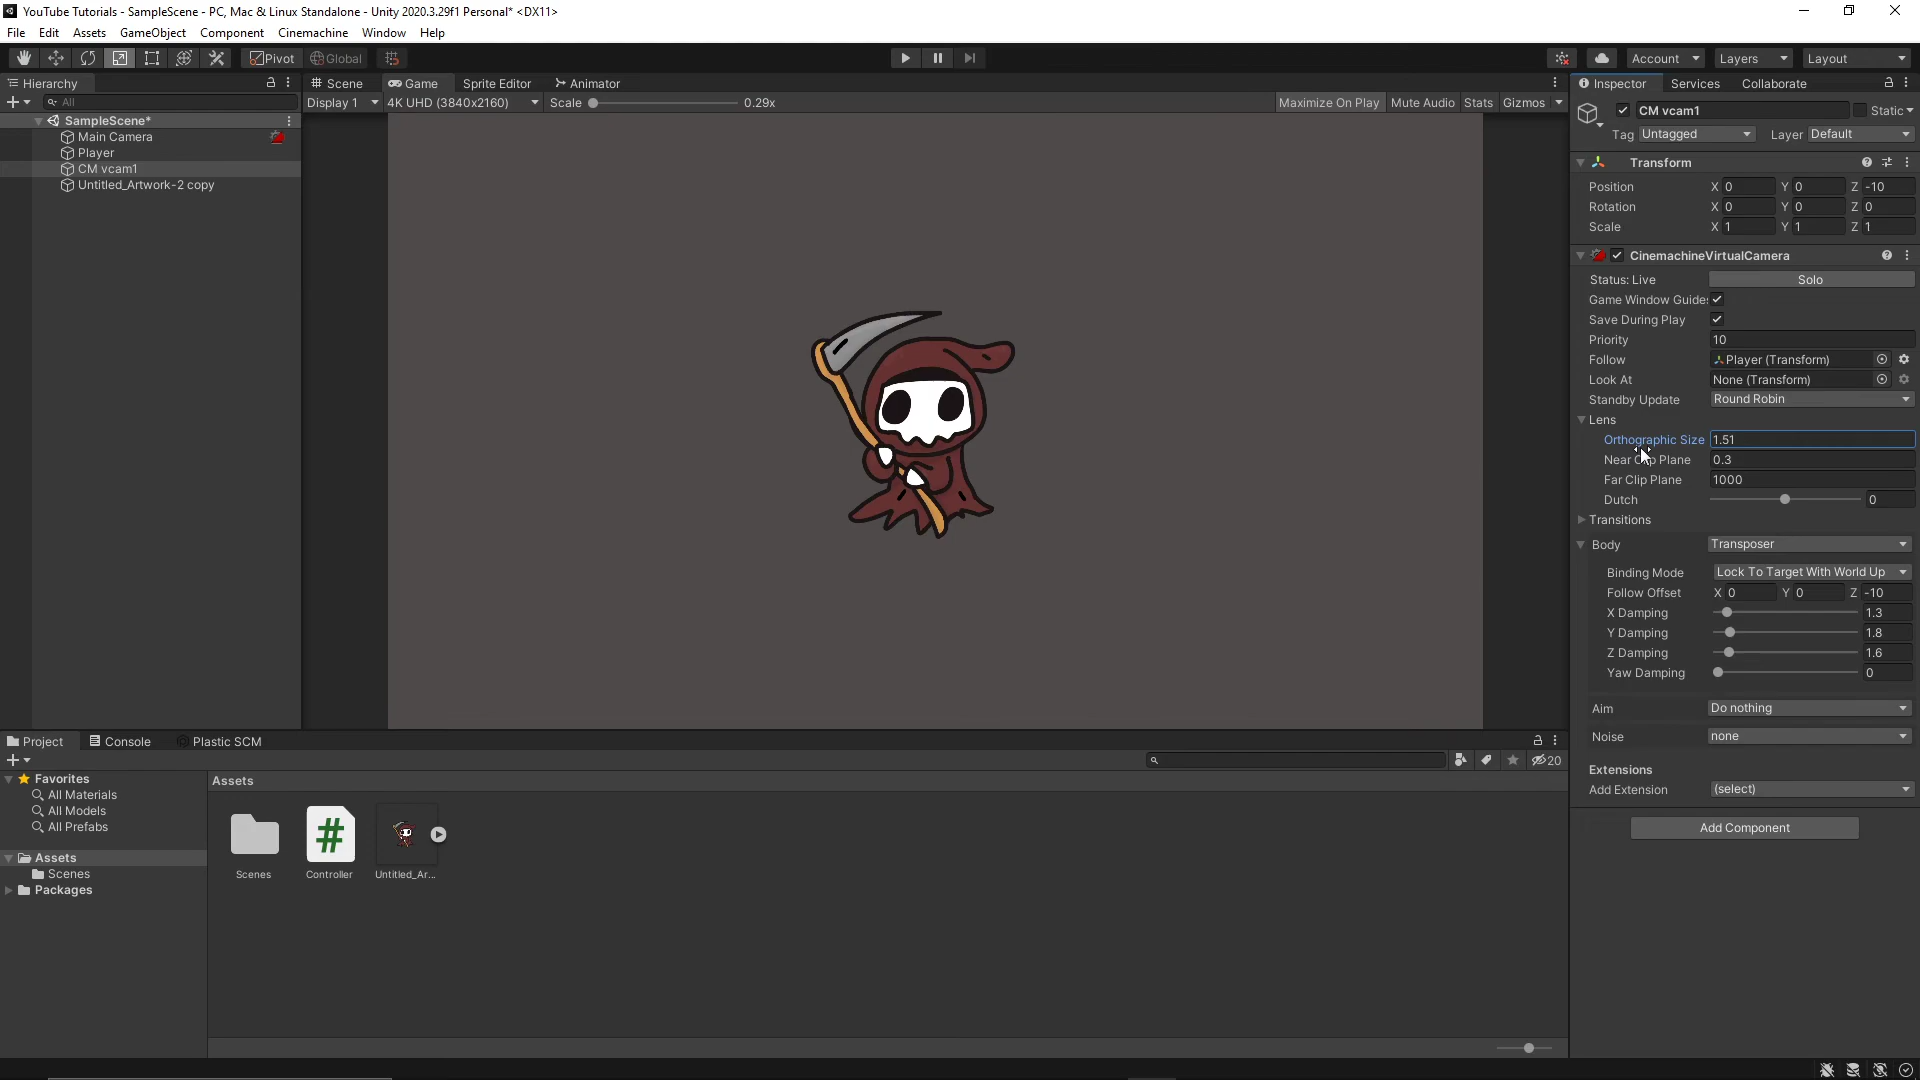 YouTube Tutorials - SampleScene - PC, Mac & Linux Standalone - Unity 2020.3.29f1 Personal* <DX11>
File Edit Assets GameObject Component Cinemachine Window Help
Pivot Global Account Layers Layout
Hierarchy
All
SampleScene*
Main Camera
Player
CM vcam1
Untitled_Artwork-2 copy
Scene Game Sprite Editor Animator
Display 1 4K UHD (3840x2160) Scale 0.29x Maximize On Play Mute Audio Stats Gizmos
Inspector Services Collaborate
CM vcam1 Static
Tag Untagged Layer Default
Transform
Position X 0 Y 0 Z -10
Rotation X 0 Y 0 Z 0
Scale X 1 Y 1 Z 1
CinemachineVirtualCamera
Status: Live Solo
Game Window Guide
Save During Play
Priority 10
Follow Player (Transform)
Look At None (Transform)
Standby Update Round Robin
Lens
Orthographic Size 1.51
Near Clip Plane 0.3
Far Clip Plane 1000
Dutch 0
Transitions
Body Transposer
Binding Mode Lock To Target With World Up
Follow Offset X 0 Y 0 Z -10
X Damping 1.3
Y Damping 1.8
Z Damping 1.6
Yaw Damping 0
Aim Do nothing
Noise none
Extensions
Add Extension (select)
Add Component
Project Console Plastic SCM
20
Favorites
All Materials
All Models
All Prefabs
Assets
Scenes
Packages
Assets
#
Scenes Controller Untitled_Ar...